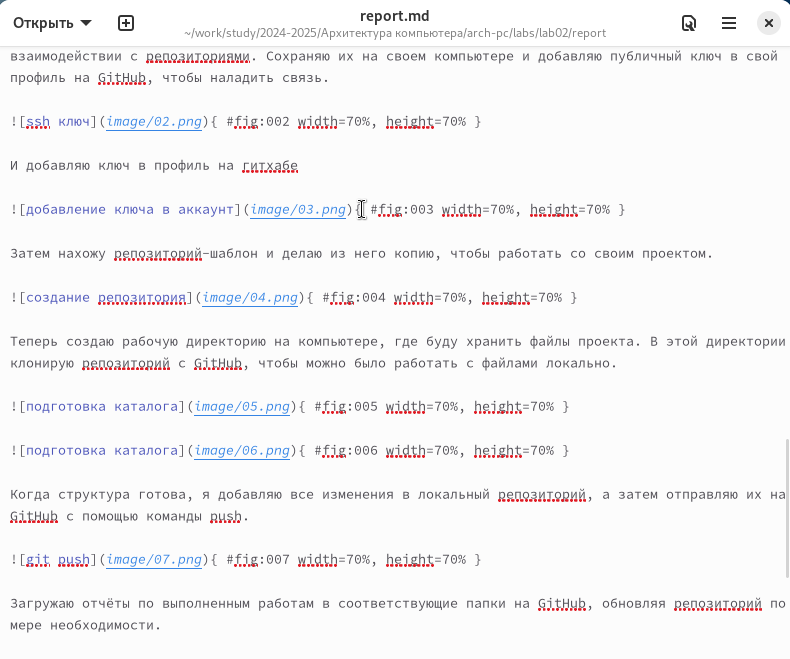 Открыть
report.md
~/work/study/2024-2025/Архитектура компьютера/arch-pc/labs/lab02/report
взаимодействии с репозиториями. Сохраняю их на своем компьютере и добавляю публичный ключ в свой
профиль на GitHub, чтобы наладить связь.
![ssh ключ](image/02.png){ #fig:002 width=70%, height=70% }
И добавляю ключ в профиль на гитхабе
![добавление ключа в аккаунт](image/03.png){ #fig:003 width=70%, height=70% }
Затем нахожу репозиторий-шаблон и делаю из него копию, чтобы работать со своим проектом.
![создание репозитория](image/04.png){ #fig:004 width=70%, height=70% }
Теперь создаю рабочую директорию на компьютере, где буду хранить файлы проекта. В этой директории
клонирую репозиторий с GitHub, чтобы можно было работать с файлами локально.
![подготовка каталога](image/05.png){ #fig:005 width=70%, height=70% }
![подготовка каталога](image/06.png){ #fig:006 width=70%, height=70% }
Когда структура готова, я добавляю все изменения в локальный репозиторий, а затем отправляю их на
GitHub с помощью команды push.
![git push](image/07.png){ #fig:007 width=70%, height=70% }
Загружаю отчёты по выполненным работам в соответствующие папки на GitHub, обновляя репозиторий по
мере необходимости.